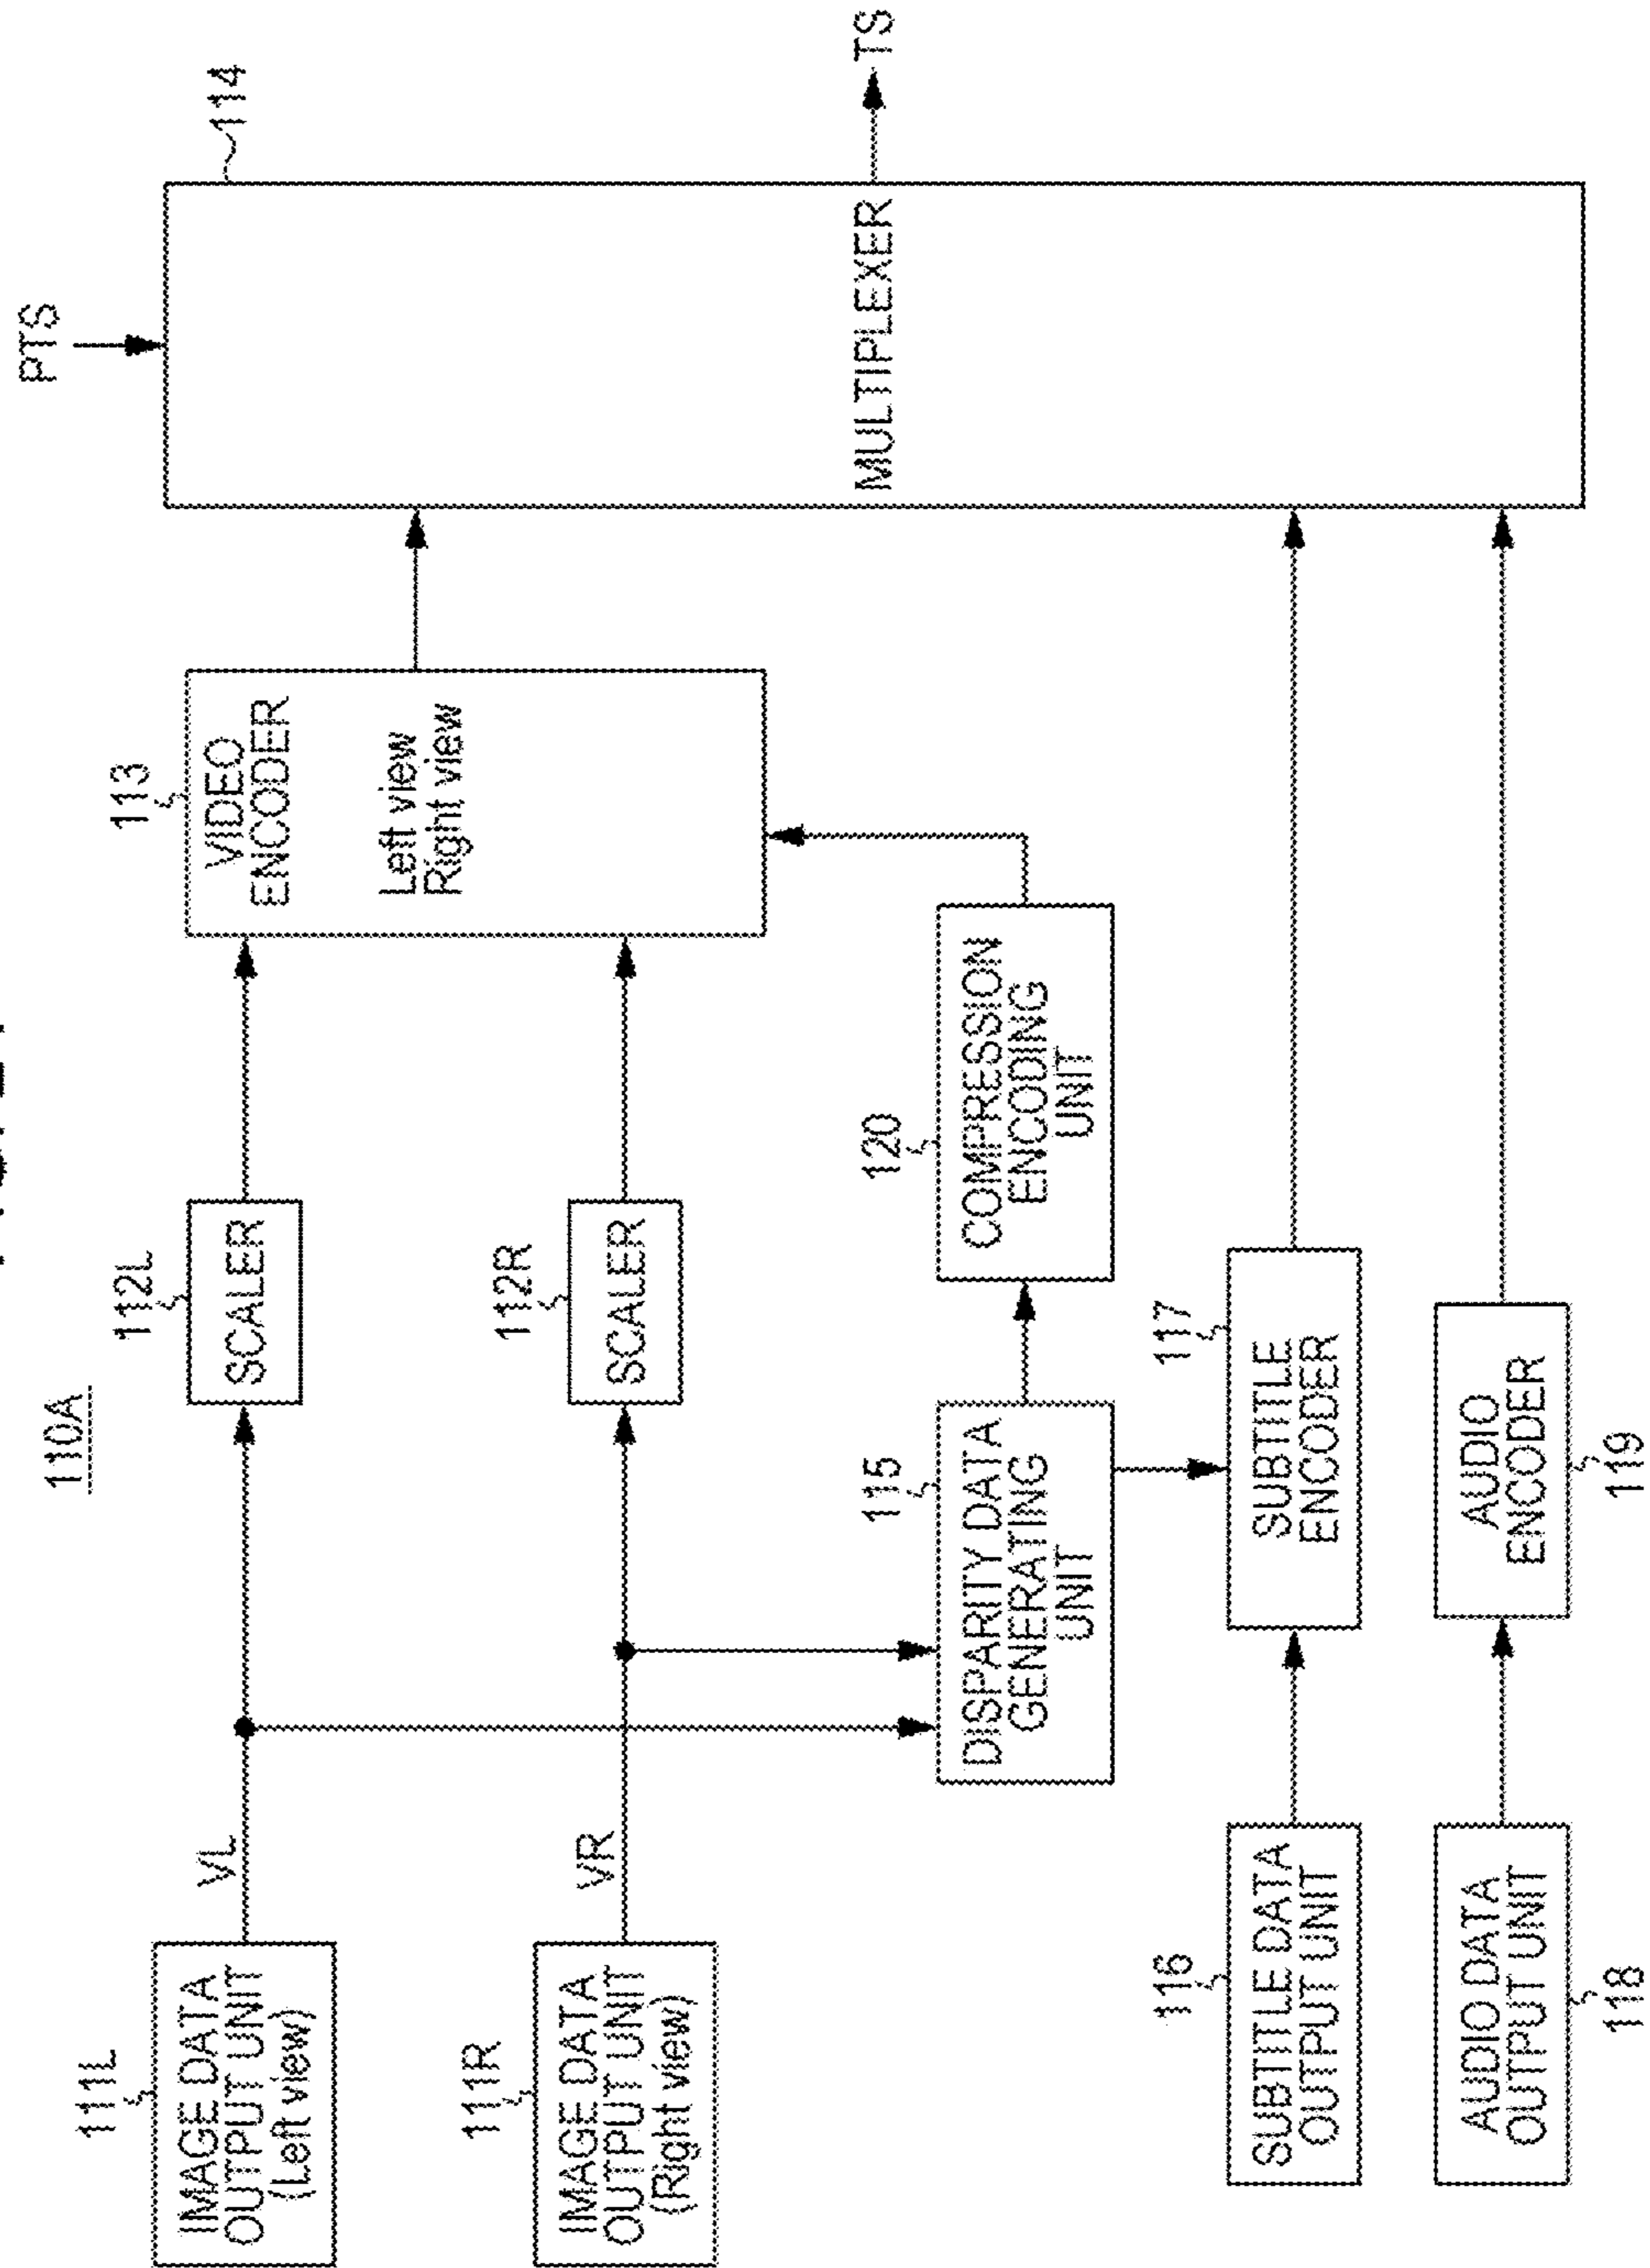 110A
111L
IMAGE DATA
OUTPUT UNIT
(Left view)
VL
112L
SCALER
113
VIDEO
ENCODER
Left view
Right view
PTS
114
MULTIPLEXER
TS
111R
IMAGE DATA
OUTPUT UNIT
(Right view)
VR
112R
SCALER
115
DISPARITY DATA
GENERATING
UNIT
120
COMPRESSION
ENCODING
UNIT
116
SUBTITLE DATA
OUTPUT UNIT
117
SUBTITLE
ENCODER
AUDIO DATA
OUTPUT UNIT
118
AUDIO
ENCODER
119